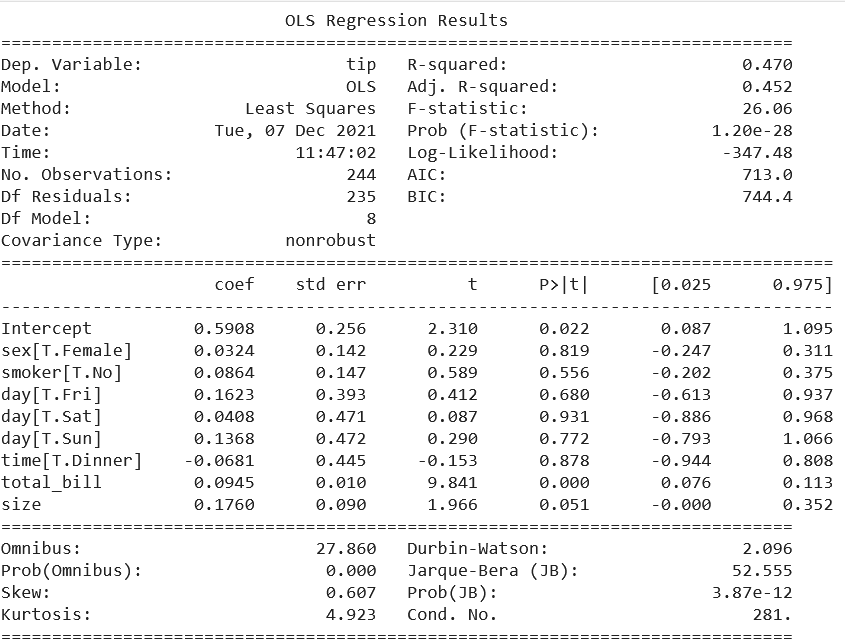 OLS Regression Results
==============================================================================
Dep. Variable: tip R-squared: 0.470
Model: OLS Adj. R-squared: 0.452
Method: Least Squares F-statistic: 26.06
Date: Tue, 07 Dec 2021 Prob (F-statistic): 1.20e-28
Time: 11:47:02 Log-Likelihood: -347.48
No. Observations: 244 AIC: 713.0
Df Residuals: 235 BIC: 744.4
Df Model: 8
Covariance Type: nonrobust
==================================================================================
coef std err t P>|t| [0.025 0.975]
----------------------------------------------------------------------------------
Intercept 0.5908 0.256 2.310 0.022 0.087 1.095
sex[T.Female] 0.0324 0.142 0.229 0.819 -0.247 0.311
smoker[T.No] 0.0864 0.147 0.589 0.556 -0.202 0.375
day[T.Fri] 0.1623 0.393 0.412 0.680 -0.613 0.937
day[T.Sat] 0.0408 0.471 0.087 0.931 -0.886 0.968
day[T.Sun] 0.1368 0.472 0.290 0.772 -0.793 1.066
time[T.Dinner] -0.0681 0.445 -0.153 0.878 -0.944 0.808
total_bill 0.0945 0.010 9.841 0.000 0.076 0.113
size 0.1760 0.090 1.966 0.051 -0.000 0.352
==============================================================================
Omnibus: 27.860 Durbin-Watson: 2.096
Prob(Omnibus): 0.000 Jarque-Bera (JB): 52.555
Skew: 0.607 Prob(JB): 3.87e-12
Kurtosis: 4.923 Cond. No. 281.
==============================================================================